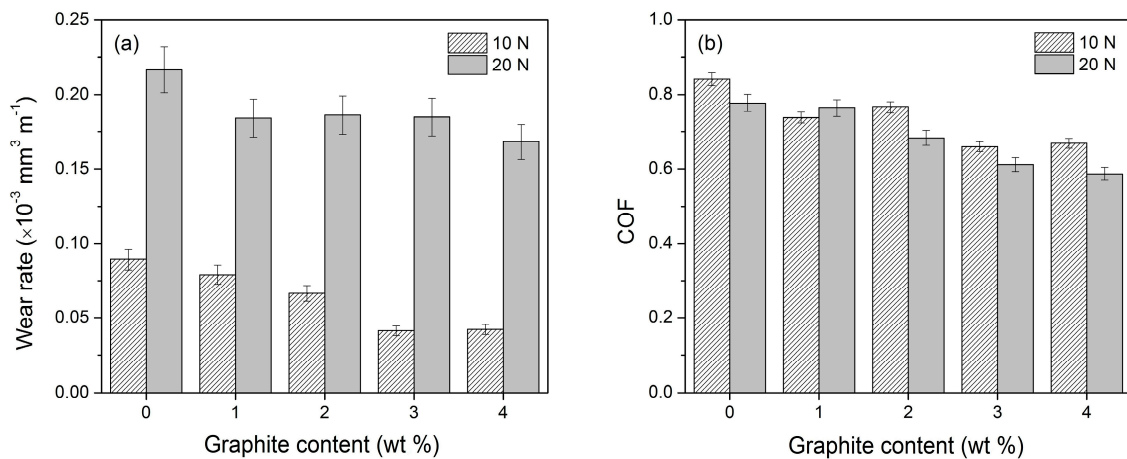 (a)
10 N
20 N
0.25
0.20
0.15
0.10
0.05
0.00
Wear rate (×10⁻³ mm³ m⁻¹)
0 1 2 3 4
Graphite content (wt %)
(b)
10 N
20 N
1.0
0.8
0.6
0.4
0.2
0.0
COF
0 1 2 3 4
Graphite content (wt %)